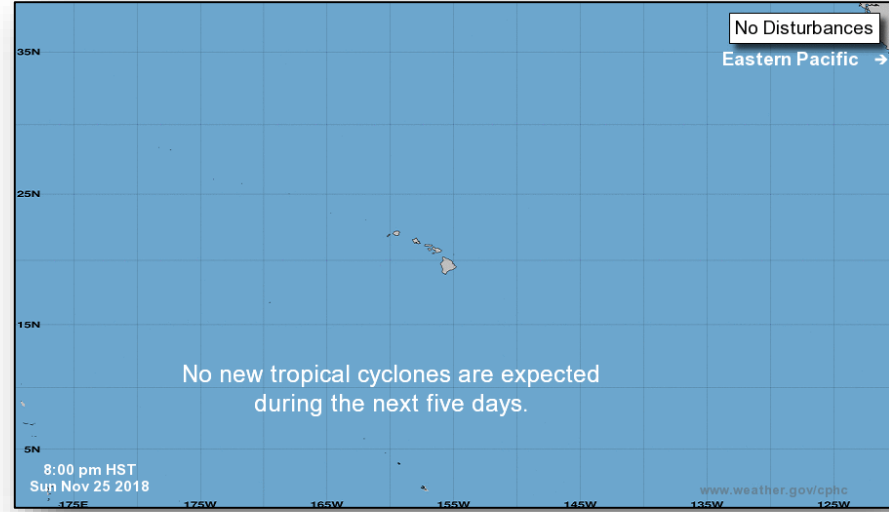 No Disturbances
Eastern Pacific →
35N
25N
15N
No new tropical cyclones are expected
during the next five days.
5N
8:00 pm HST
Sun Nov 25 2018
www.weather.gov/cphc
175E 175W 165W 155W 145W 135W 125W